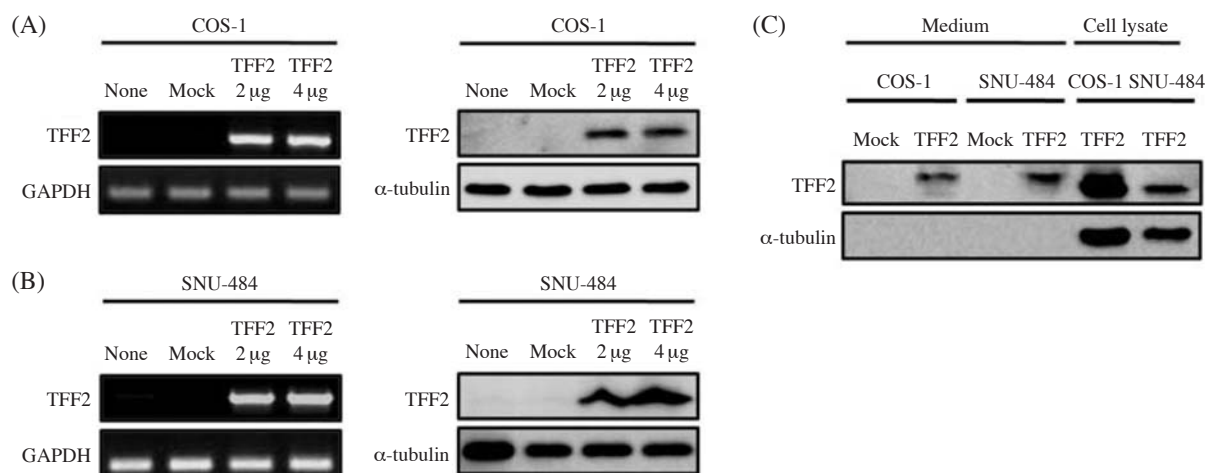 (A)
COS-1
None Mock TFF2 2 μg TFF2 4 μg
TFF2
GAPDH
COS-1
None Mock TFF2 2 μg TFF2 4 μg
TFF2
α-tubulin
(B)
SNU-484
None Mock TFF2 2 μg TFF2 4 μg
TFF2
GAPDH
SNU-484
None Mock TFF2 2 μg TFF2 4 μg
TFF2
α-tubulin
(C)
Medium Cell lysate
COS-1 SNU-484 COS-1 SNU-484
Mock TFF2 Mock TFF2 TFF2 TFF2
TFF2
α-tubulin